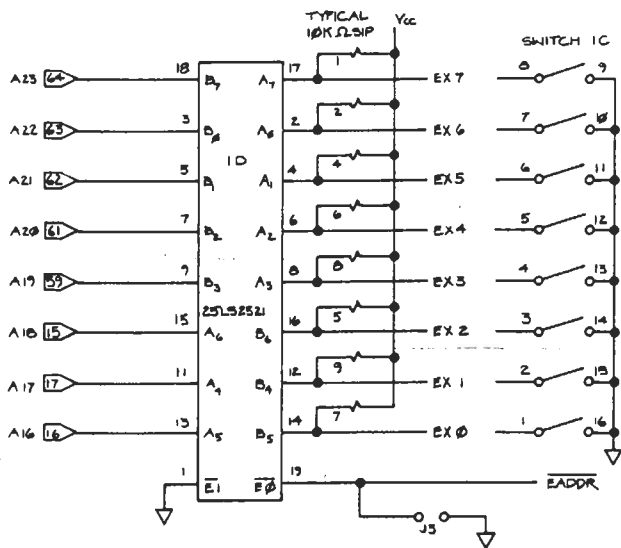 TYPICAL
10K Ω SIP
Vcc
SWITCH 1C
A23 64 18 B7 A7 17 1 EX 7 8 9
A22 63 3 BØ AØ 2 2 EX 6 7 10
1D
A21 62 5 B1 A1 4 4 EX 5 6 11
A20 61 7 B2 A2 6 6 EX 4 5 12
A19 59 9 B3 A3 8 8 EX 3 4 13
25LS2521
A18 15 15 A6 B6 16 5 EX 2 3 14
A17 17 11 A4 B4 12 9 EX 1 2 15
A16 16 13 A5 B5 14 7 EX Ø 1 16
1 E1 EØ 19 EADDR
J3